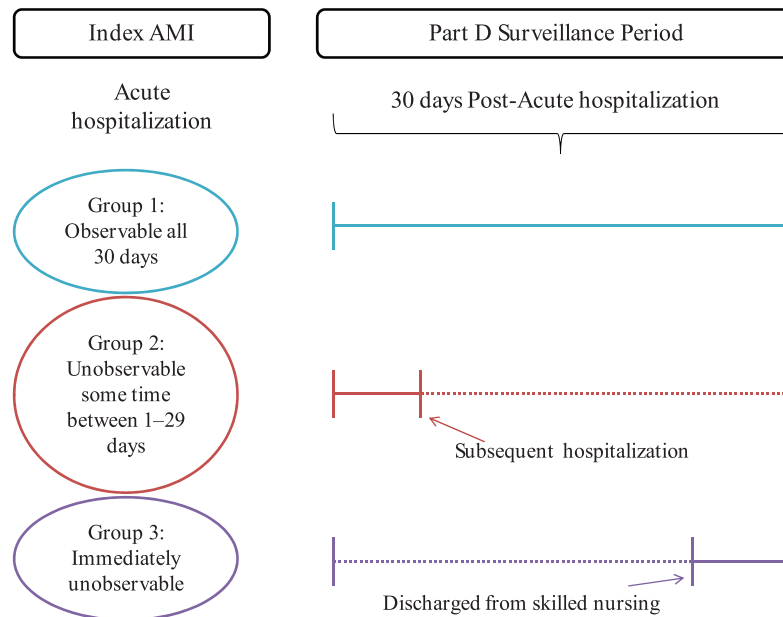 Index AMI
Part D Surveillance Period
Acute
hospitalization
30 days Post-Acute hospitalization
Group 1:
Observable all
30 days
Group 2:
Unobservable
some time
between 1–29
days
Subsequent hospitalization
Group 3:
Immediately
unobservable
Discharged from skilled nursing